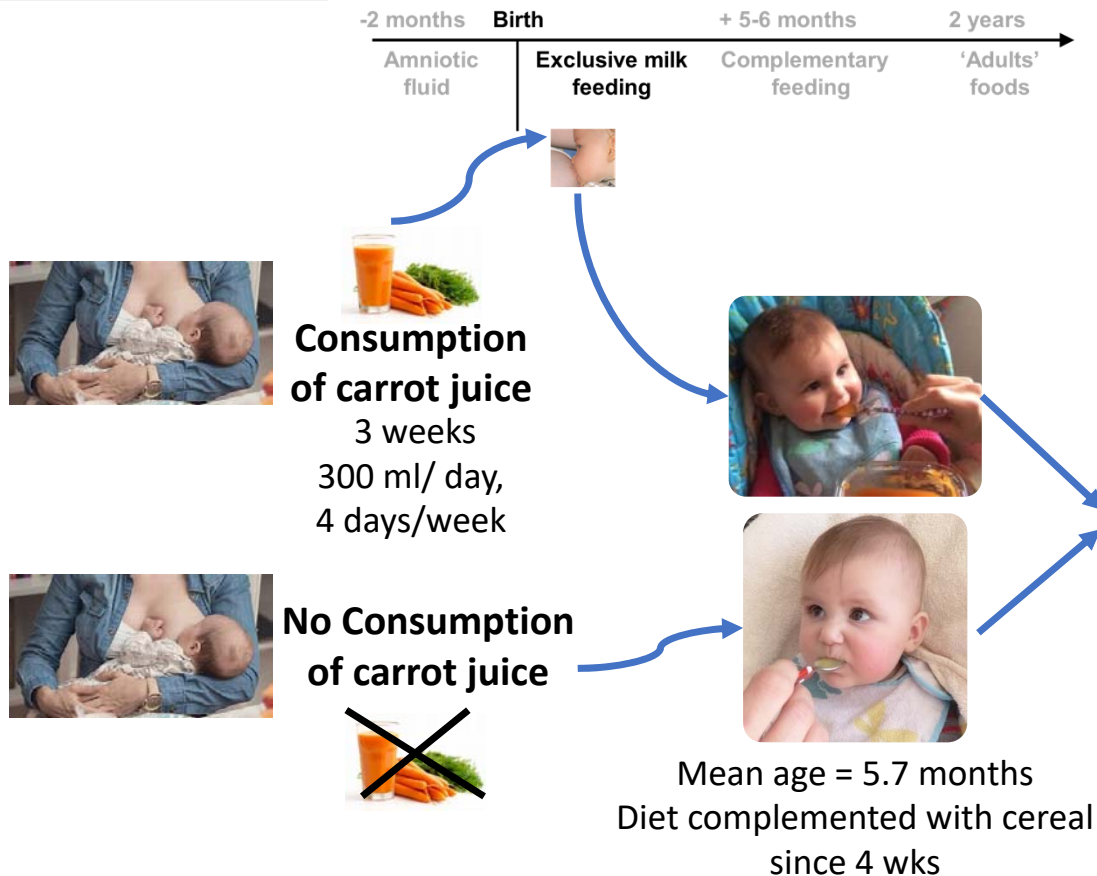 -2 months Birth + 5-6 months 2 years
Amniotic fluid
Exclusive milk feeding
Complementary feeding
‘Adults’ foods
Consumption
of carrot juice
3 weeks
300 ml/ day,
4 days/week
No Consumption
of carrot juice
Mean age = 5.7 months
Diet complemented with cereal
since 4 wks